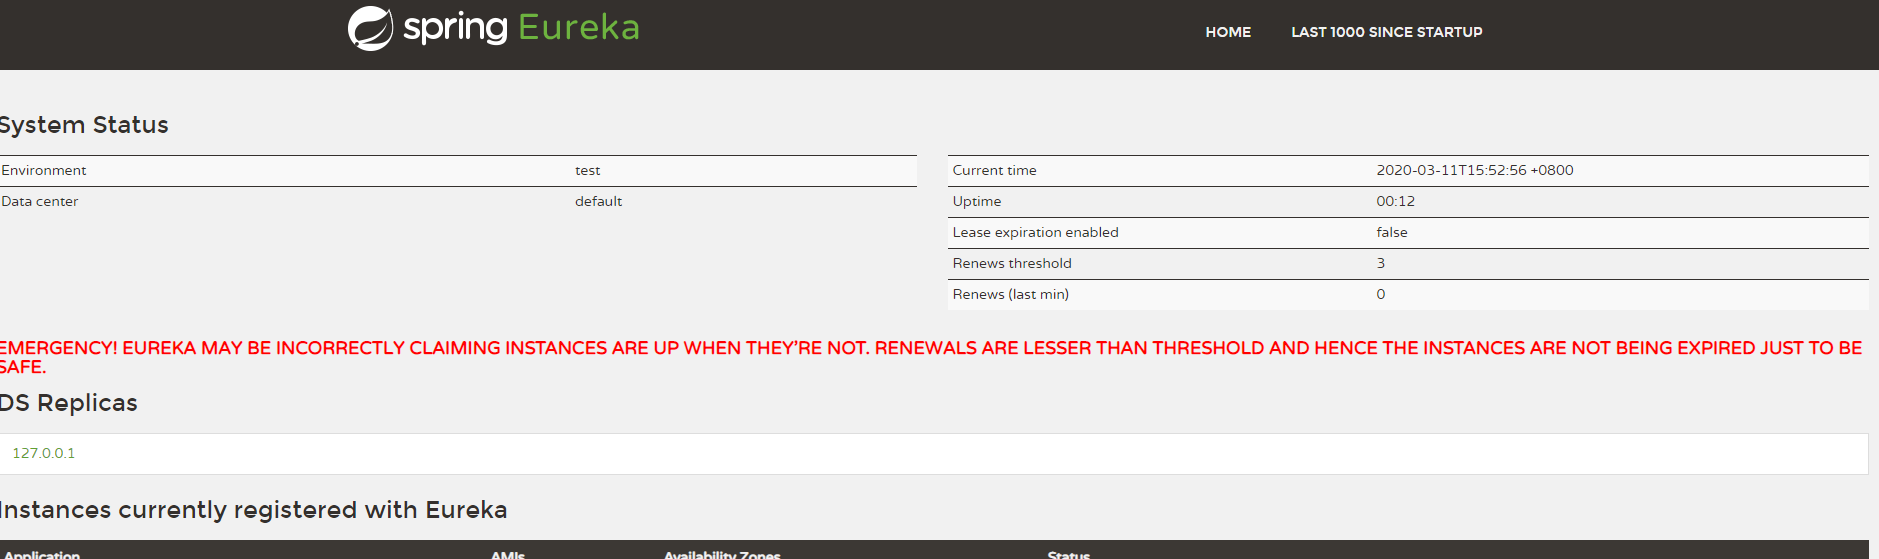 spring Eureka
HOME LAST 1000 SINCE STARTUP
System Status
Environment test
Data center default
Current time 2020-03-11T15:52:56 +0800
Uptime 00:12
Lease expiration enabled false
Renews threshold 3
Renews (last min) 0
EMERGENCY! EUREKA MAY BE INCORRECTLY CLAIMING INSTANCES ARE UP WHEN THEY'RE NOT. RENEWALS ARE LESSER THAN THRESHOLD AND HENCE THE INSTANCES ARE NOT BEING EXPIRED JUST TO BE
SAFE.
DS Replicas
127.0.0.1
Instances currently registered with Eureka
Application AMIs Availability Zones Status